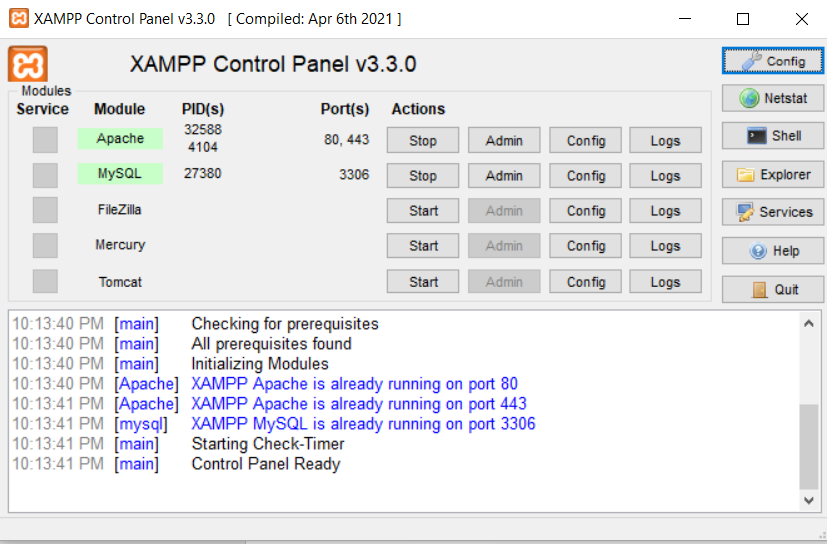 XAMPP Control Panel v3.3.0 [ Compiled: Apr 6th 2021 ]
XAMPP Control Panel v3.3.0
Config
Modules
Service Module PID(s) Port(s) Actions
Netstat
Apache 32588 80, 443 Stop Admin Config Logs
4104
Shell
MySQL 27380 3306 Stop Admin Config Logs
Explorer
FileZilla Start Admin Config Logs
Services
Mercury Start Admin Config Logs
Help
Tomcat Start Admin Config Logs
Quit
10:13:40 PM [main] Checking for prerequisites
10:13:40 PM [main] All prerequisites found
10:13:40 PM [main] Initializing Modules
10:13:40 PM [Apache] XAMPP Apache is already running on port 80
10:13:41 PM [Apache] XAMPP Apache is already running on port 443
10:13:41 PM [mysql] XAMPP MySQL is already running on port 3306
10:13:41 PM [main] Starting Check-Timer
10:13:41 PM [main] Control Panel Ready